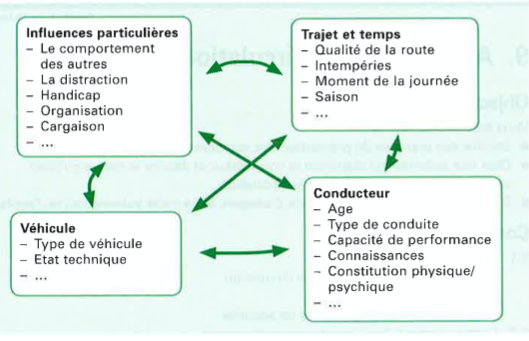 Influences particulières
– Le comportement
des autres
– La distraction
– Handicap
– Organisation
– Cargaison
– ...
Trajet et temps
– Qualité de la route
– Intempéries
– Moment de la journée
– Saison
– ...
Véhicule
– Type de véhicule
– Etat technique
– ...
Conducteur
– Age
– Type de conduite
– Capacité de performance
– Connaissances
– Constitution physique/
psychique
– ...